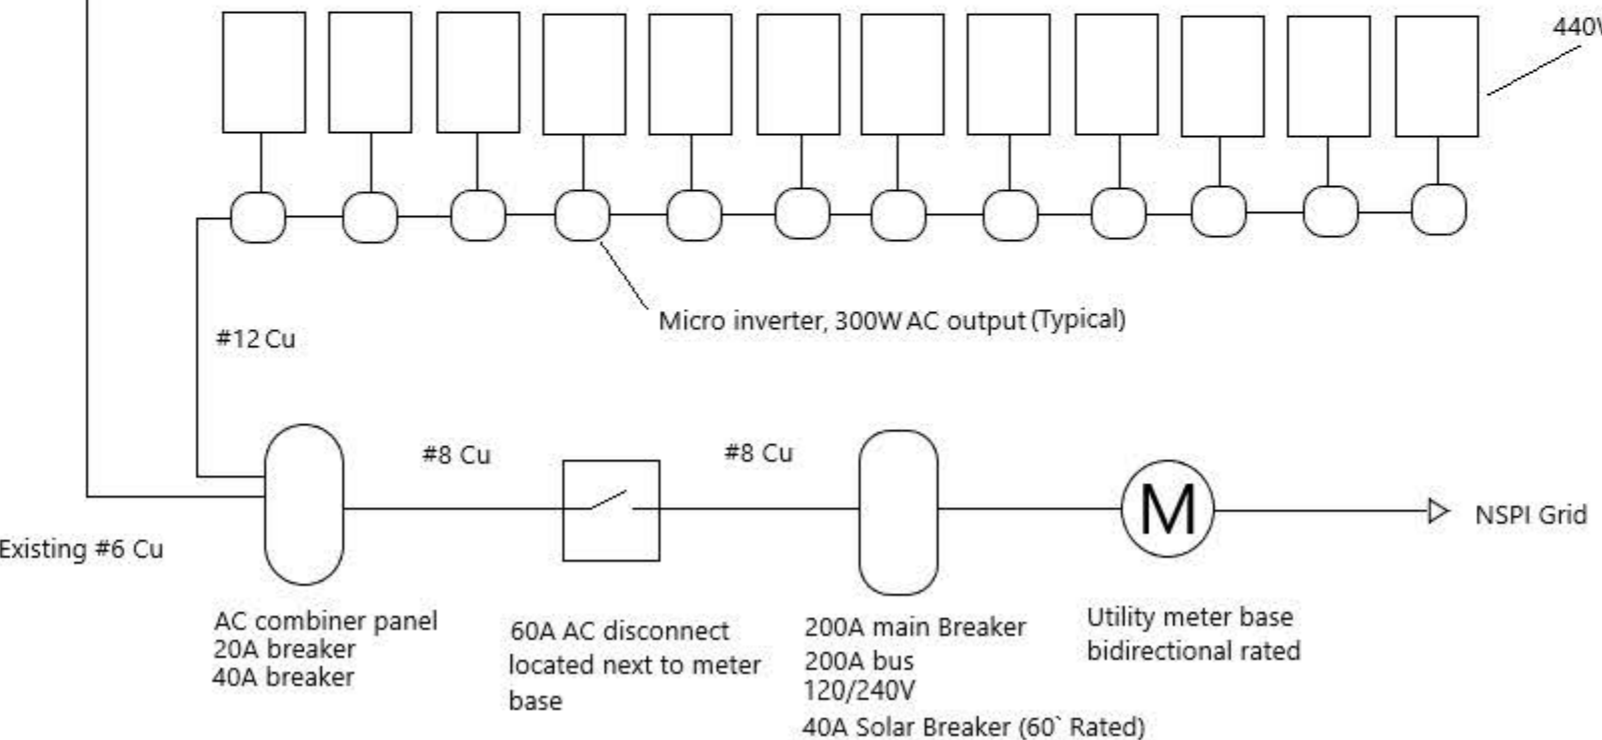 440W
Micro inverter, 300W AC output (Typical)
#12 Cu
#8 Cu
#8 Cu
M
NSPI Grid
Existing #6 Cu
AC combiner panel
20A breaker
40A breaker
60A AC disconnect
located next to meter
base
200A main Breaker
200A bus
120/240V
40A Solar Breaker (60` Rated)
Utility meter base
bidirectional rated